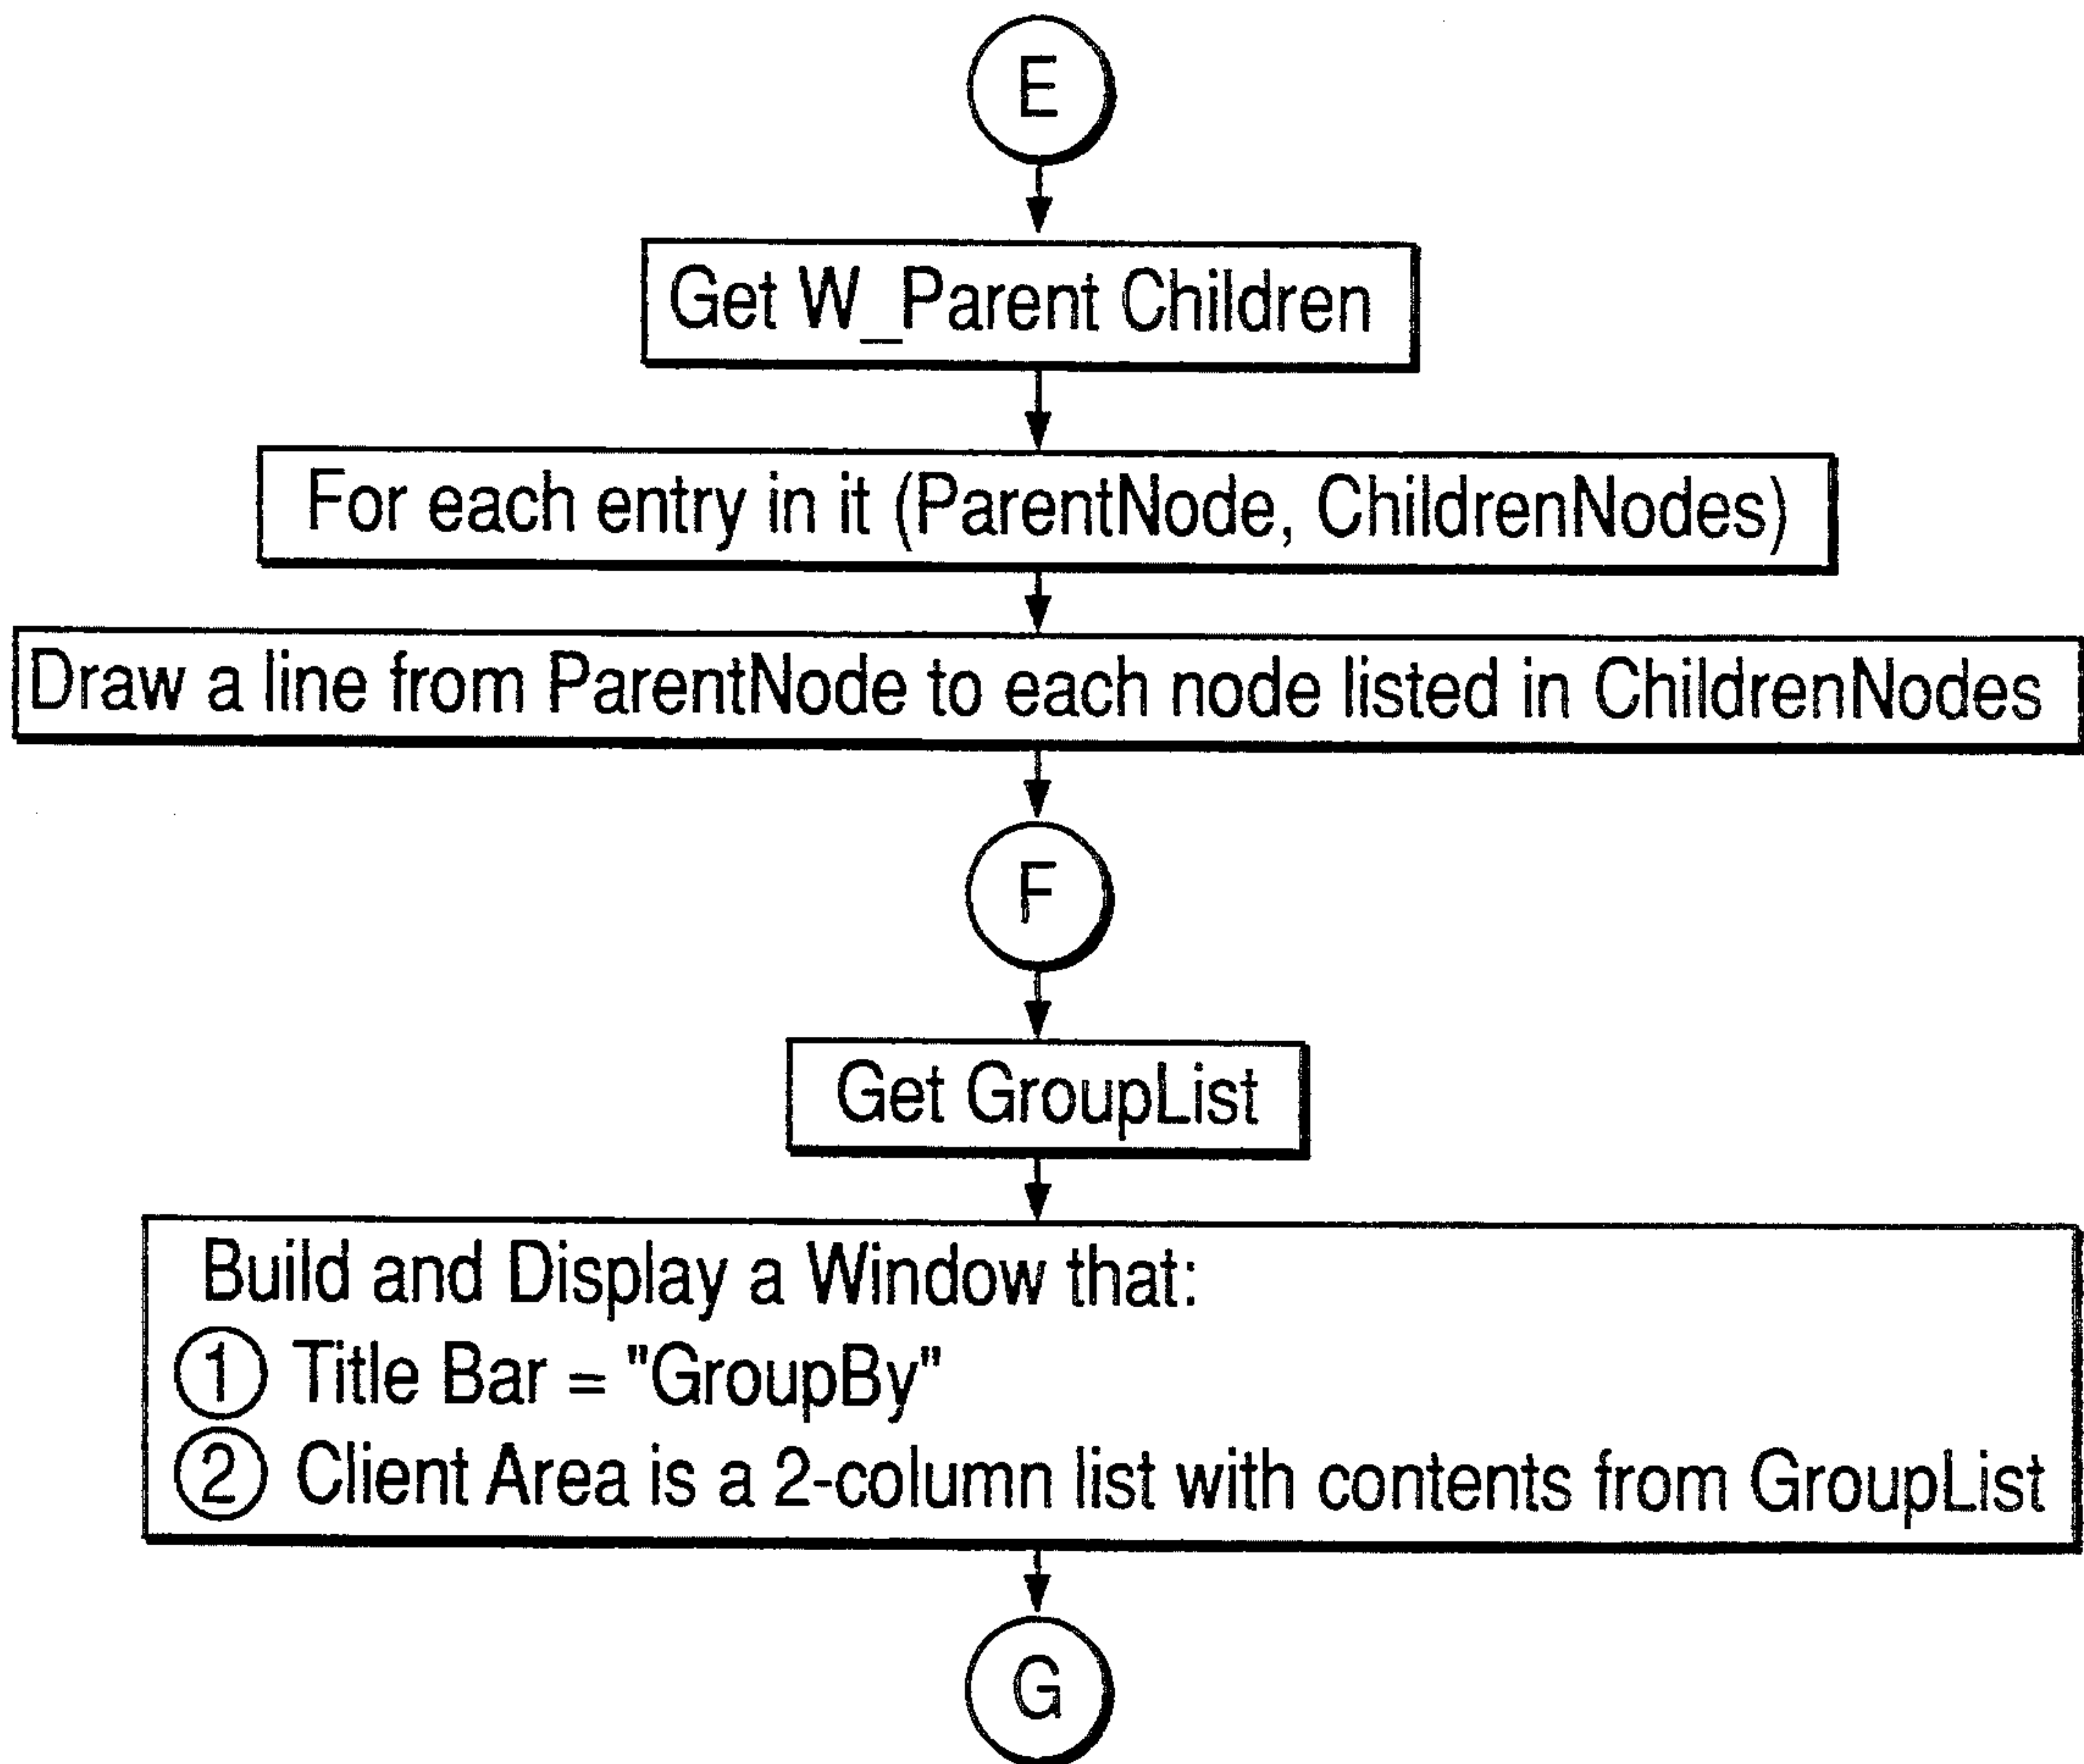 E
Get W_Parent Children
For each entry in it (ParentNode, ChildrenNodes)
Draw a line from ParentNode to each node listed in ChildrenNodes
F
Get GroupList
Build and Display a Window that:
① Title Bar = "GroupBy"
② Client Area is a 2-column list with contents from GroupList
G